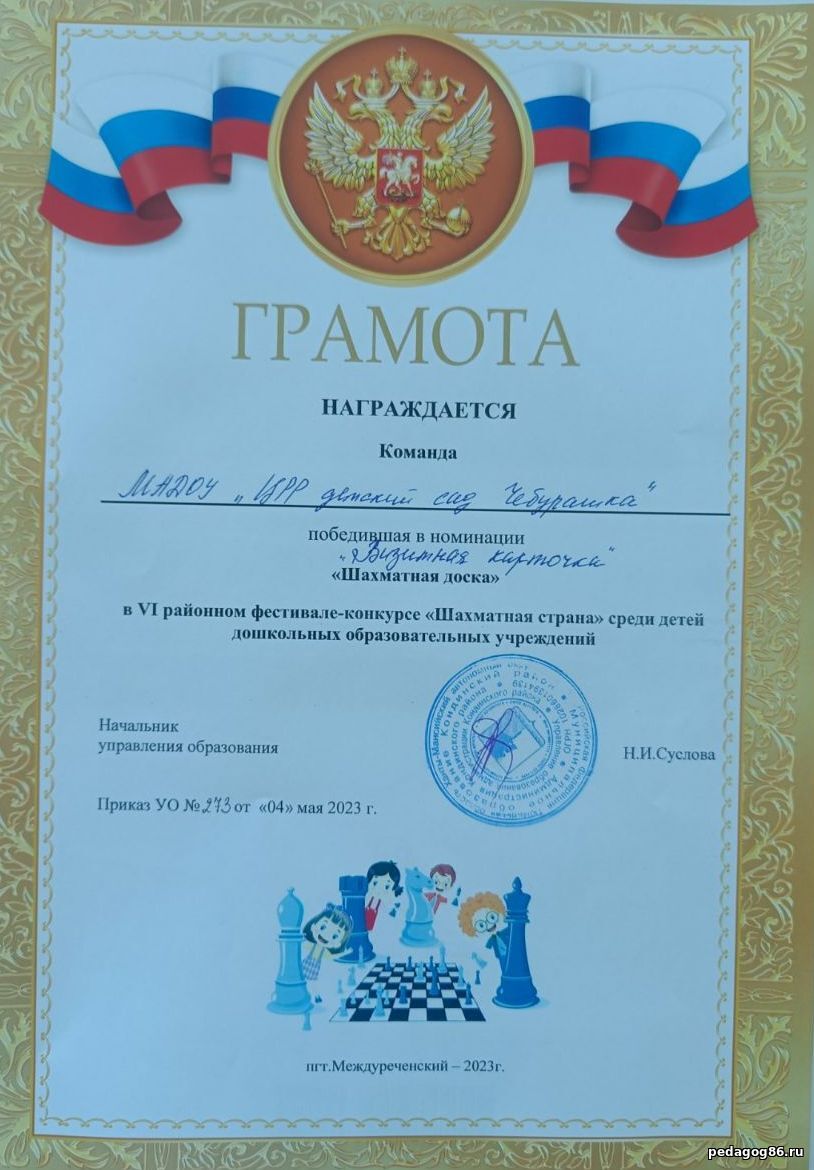 ГРАМОТА
НАГРАЖДАЕТСЯ
Команда
МАДОУ „ЦРР детский сад Чебурашка"
победившая в номинации
„Визитная карточка"
«Шахматная доска»
в VI районном фестивале-конкурсе «Шахматная страна» среди детей
дошкольных образовательных учреждений
Начальник
управления образования
Н.И.Суслова
Приказ УО №273 от «04» мая 2023 г.
пгт.Междуреченский – 2023г.
pedagog86.ru